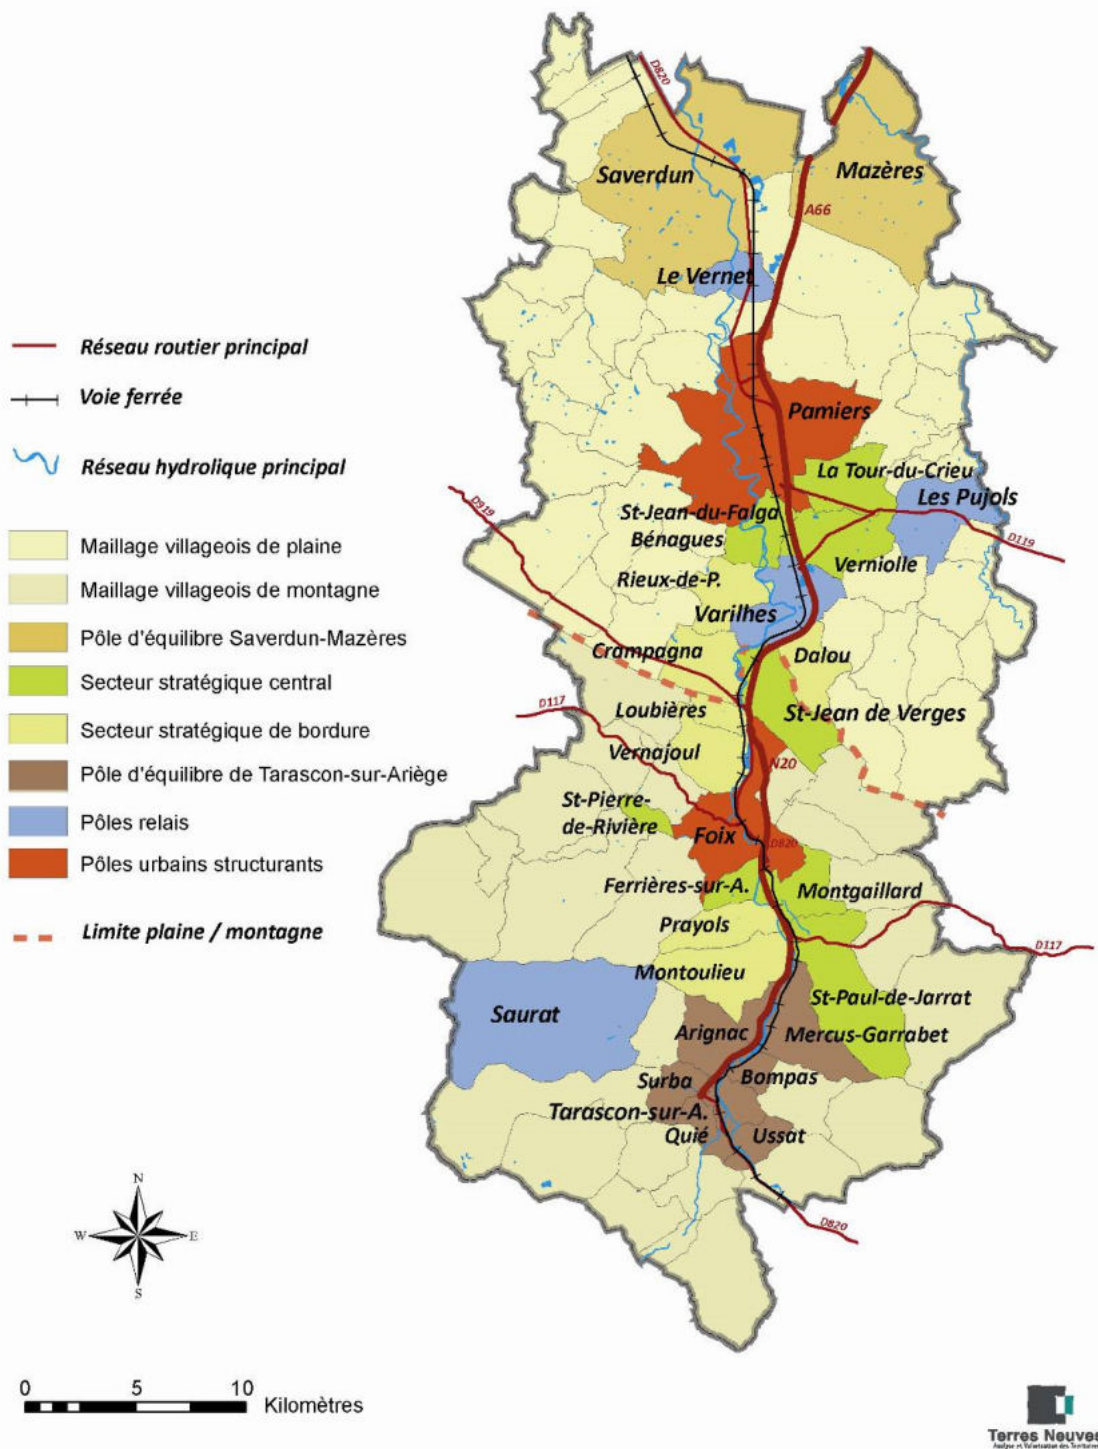 D820
Saverdun
Mazères
A66
Le Vernet
Réseau routier principal
Voie ferrée
Réseau hydrolique principal
Pamiers
La Tour-du-Crieu
Les Pujols
D919
St-Jean-du-Falga
Bénagues
D119
Verniolle
Rieux-de-P.
Varilhes
Crampagna
Dalou
D117
Loubières
St-Jean de Verges
Vernajoul
N20
St-Pierre-
de-Rivière
Foix
D820
Ferrières-sur-A.
Montgaillard
Prayols
D117
Montoulieu
St-Paul-de-Jarrat
Saurat
Arignac
Mercus-Garrabet
Surba
Bompas
Tarascon-sur-A.
Quié
Ussat
D820
Maillage villageois de plaine
Maillage villageois de montagne
Pôle d'équilibre Saverdun-Mazères
Secteur stratégique central
Secteur stratégique de bordure
Pôle d'équilibre de Tarascon-sur-Ariège
Pôles relais
Pôles urbains structurants
Limite plaine / montagne
N
W
E
S
0 5 10
Kilomètres
Terres Neuves
Analyse et Valorisation des Territoires